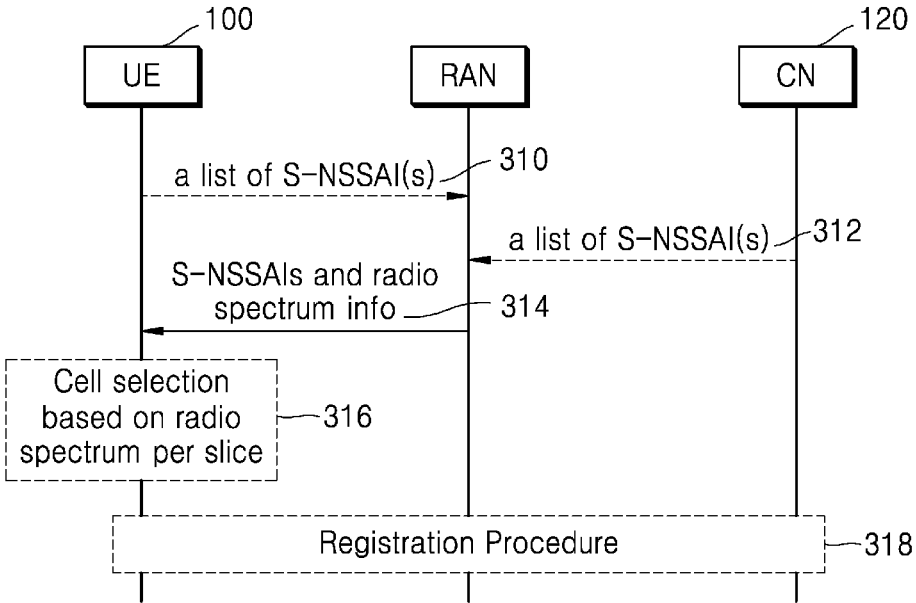 100
120
UE
RAN
CN
a list of S-NSSAI(s)
310
a list of S-NSSAI(s)
312
S-NSSAIs and radio
spectrum info
314
Cell selection
based on radio
spectrum per slice
316
Registration Procedure
318